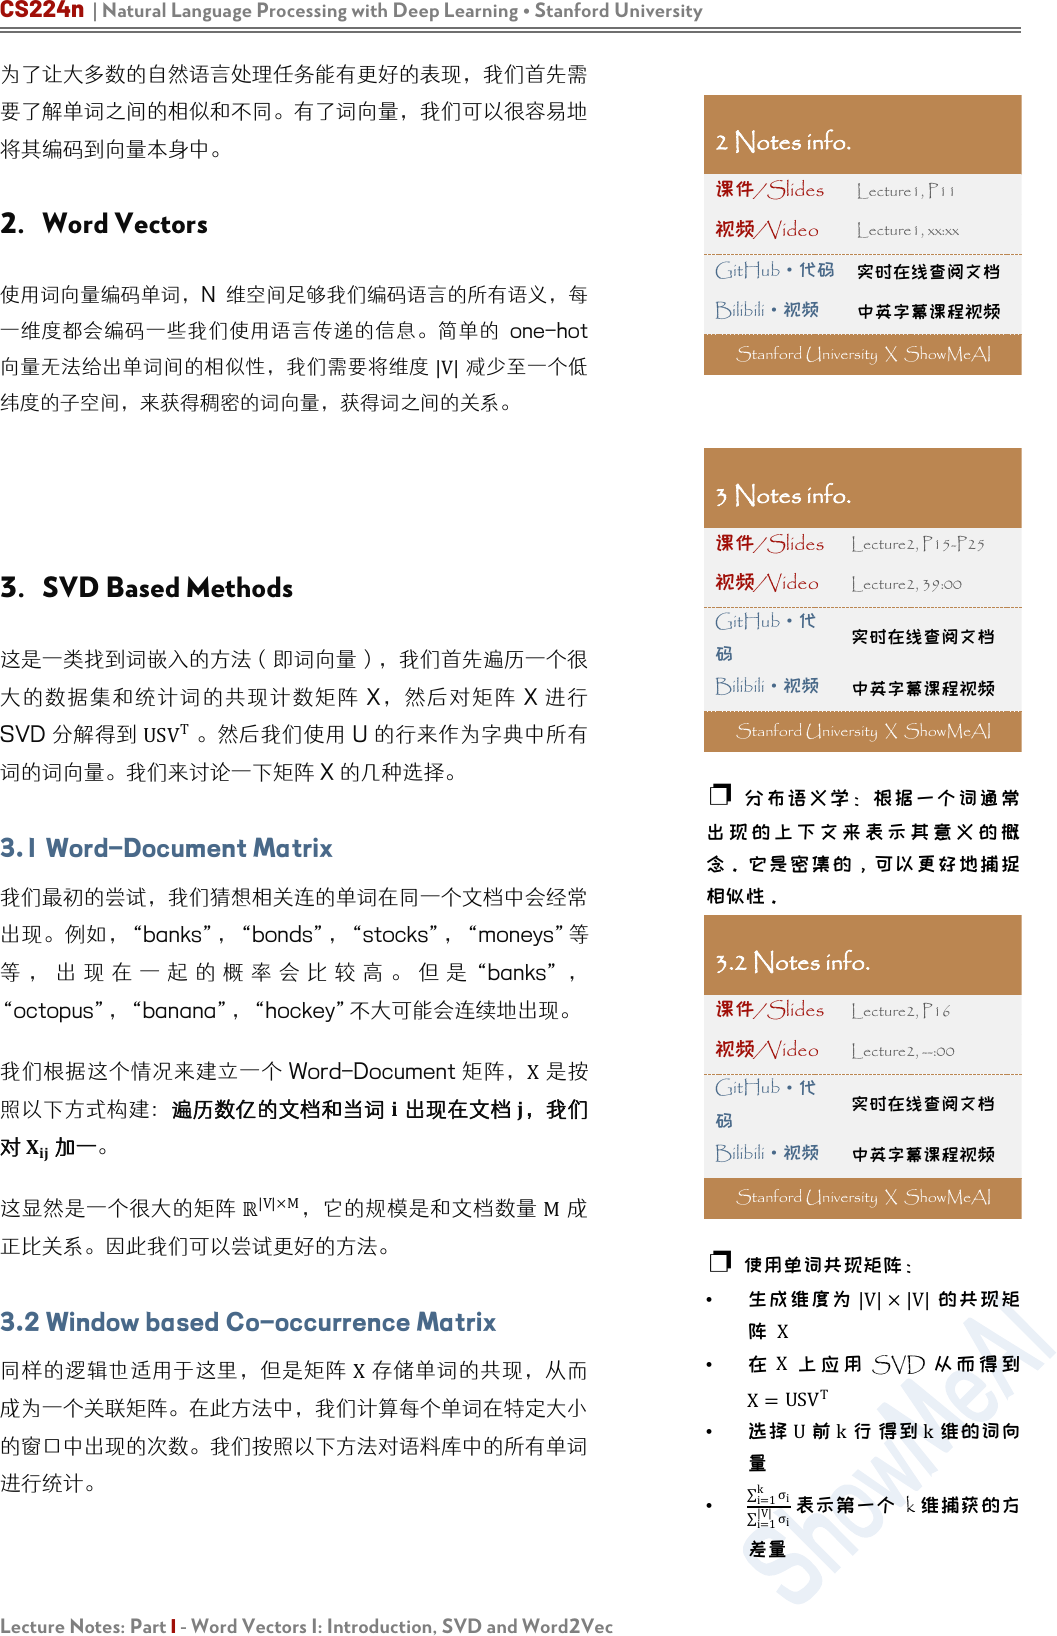 CS224n | Natural Language Processing with Deep Learning • Stanford University
为了让大多数的自然语言处理任务能有更好的表现，我们首先需
要了解单词之间的相似和不同。有了词向量，我们可以很容易地
将其编码到向量本身中。
2. Word Vectors
使用词向量编码单词，N 维空间足够我们编码语言的所有语义，每
一维度都会编码一些我们使用语言传递的信息。简单的 one-hot
向量无法给出单词间的相似性，我们需要将维度 |V| 减少至一个低
纬度的子空间，来获得稠密的词向量，获得词之间的关系。
3. SVD Based Methods
这是一类找到词嵌入的方法（即词向量），我们首先遍历一个很
大的数据集和统计词的共现计数矩阵 X，然后对矩阵 X 进行
SVD 分解得到 USVᵀ 。然后我们使用 U 的行来作为字典中所有
词的词向量。我们来讨论一下矩阵 X 的几种选择。
3.1 Word-Document Matrix
我们最初的尝试，我们猜想相关连的单词在同一个文档中会经常
出现。例如，“banks”，“bonds”，“stocks”，“moneys” 等
等，出现在一起的概率会比较高。但是 “banks”，
“octopus”，“banana”，“hockey” 不大可能会连续地出现。
我们根据这个情况来建立一个 Word-Document 矩阵，X 是按
照以下方式构建：遍历数亿的文档和当词 i 出现在文档 j，我们
对 Xᵢⱼ 加一。
这显然是一个很大的矩阵 ℝ^{|V|×M}，它的规模是和文档数量 M 成
正比关系。因此我们可以尝试更好的方法。
3.2 Window based Co-occurrence Matrix
同样的逻辑也适用于这里，但是矩阵 X 存储单词的共现，从而
成为一个关联矩阵。在此方法中，我们计算每个单词在特定大小
的窗口中出现的次数。我们按照以下方法对语料库中的所有单词
进行统计。
2 Notes info.
课件/Slides Lecture1, P11
视频/Video Lecture1, xx:xx
GitHub · 代码 实时在线查阅文档
Bilibili · 视频 中英字幕课程视频
Stanford University X ShowMeAI
3 Notes info.
课件/Slides Lecture2, P15-P25
视频/Video Lecture2, 39:00
GitHub · 代
码 实时在线查阅文档
Bilibili · 视频 中英字幕课程视频
Stanford University X ShowMeAI
❐ 分布语义学：根据一个词通常
出现的上下文来表示其意义的概
念。它是密集的，可以更好地捕捉
相似性。
3.2 Notes info.
课件/Slides Lecture2, P16
视频/Video Lecture2, --:00
GitHub · 代
码 实时在线查阅文档
Bilibili · 视频 中英字幕课程视频
Stanford University X ShowMeAI
❐ 使用单词共现矩阵：
• 生成维度为 |V| × |V| 的共现矩
阵 X
• 在 X 上应用 SVD 从而得到
X = USVᵀ
• 选择 U 前 k 行 得到 k 维的词向
量
• \frac{∑_{i=1}^{k} σᵢ}{∑_{i=1}^{|V|} σᵢ} 表示第一个 k 维捕获的方
差量
ShowMeAI
Lecture Notes: Part I - Word Vectors I: Introduction, SVD and Word2Vec